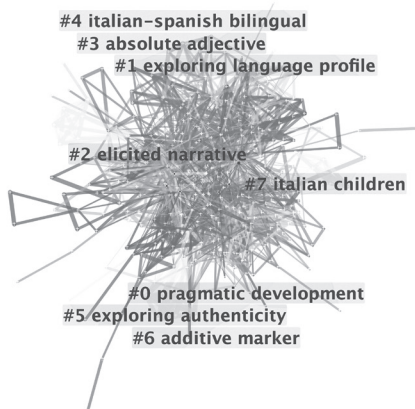 #4 italian-spanish bilingual
#3 absolute adjective
#1 exploring language profile
#2 elicited narrative
#7 italian children
#0 pragmatic development
#5 exploring authenticity
#6 additive marker